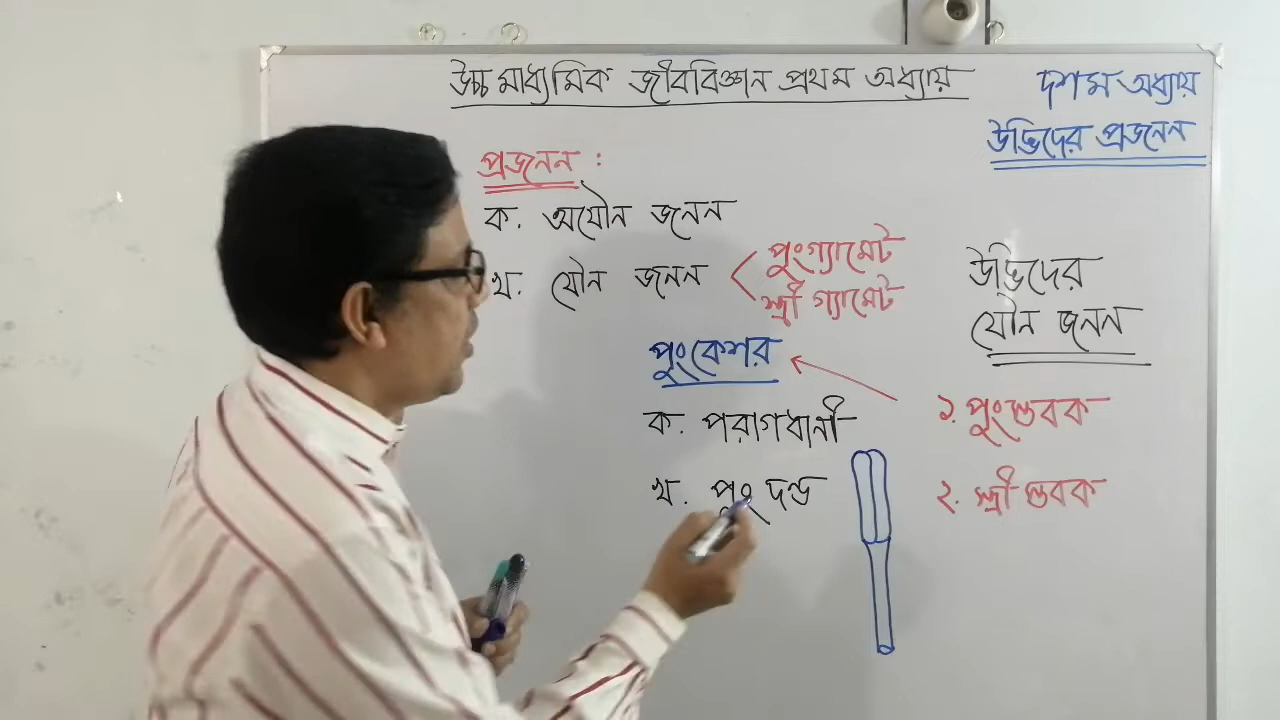 উচ্চ মাধ্যমিক জীববিজ্ঞান প্রথম অধ্যায়
দশম অধ্যায়
উদ্ভিদের প্রজনন
প্রজনন :
ক. অযৌন জনন
খ. যৌন জনন
পুংগ্যামেট
স্ত্রী গ্যামেট
উদ্ভিদের
যৌন জনন
পুংকেশর
ক. পরাগধানী
খ. পুং দন্ড
১. পুংস্তবক
২. স্ত্রী স্তবক